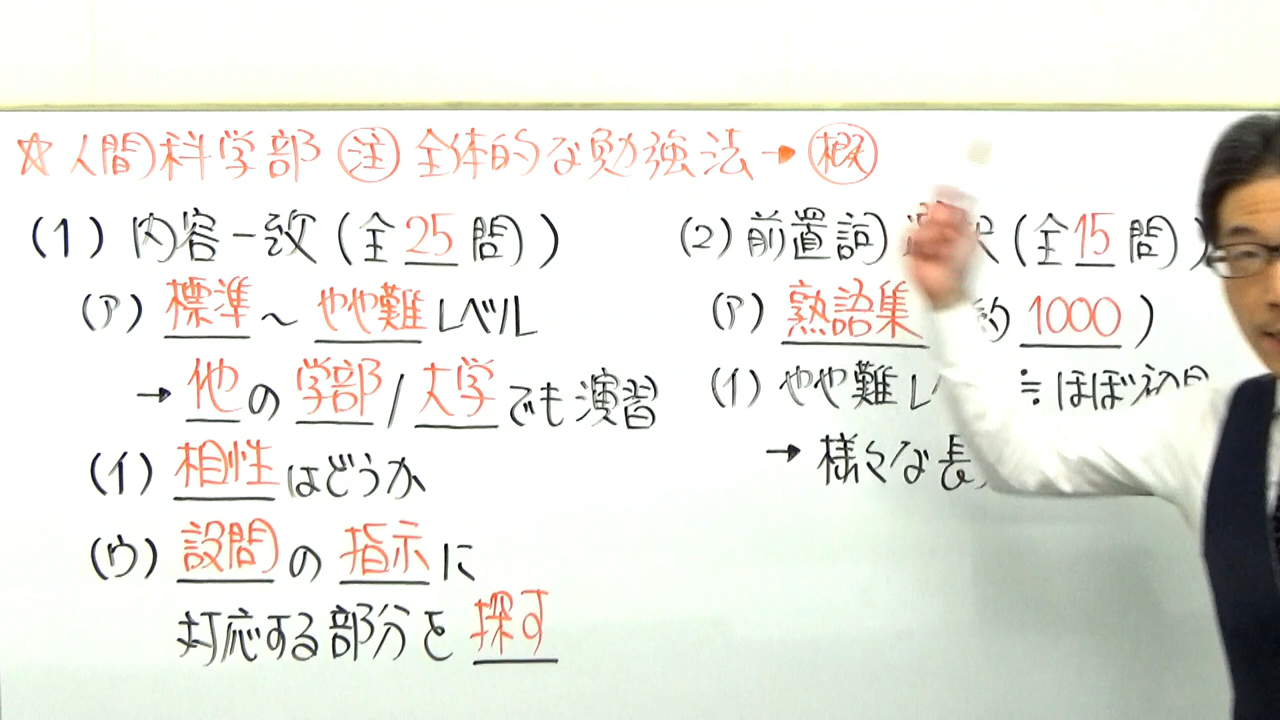 ☆人間科学部 注 全体的な勉強法→概
(1) 内容一致 (全25問)
(ア) 標準～やや難レベル
→ 他の学部/大学でも演習
(イ) 相性はどうか
(ウ) 設問の指示に
対応する部分を探す
(2) 前置詞 (全15問)
(ア) 熟語集 1000)
(イ) やや難レ ≒ほぼ
→ 様々な長